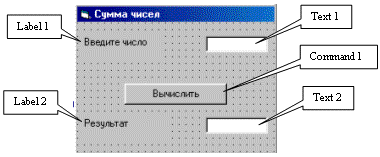 Сумма чисел
Label 1
Введите число
Text 1
Command 1
Вычислить
Label 2
Результат
Text 2